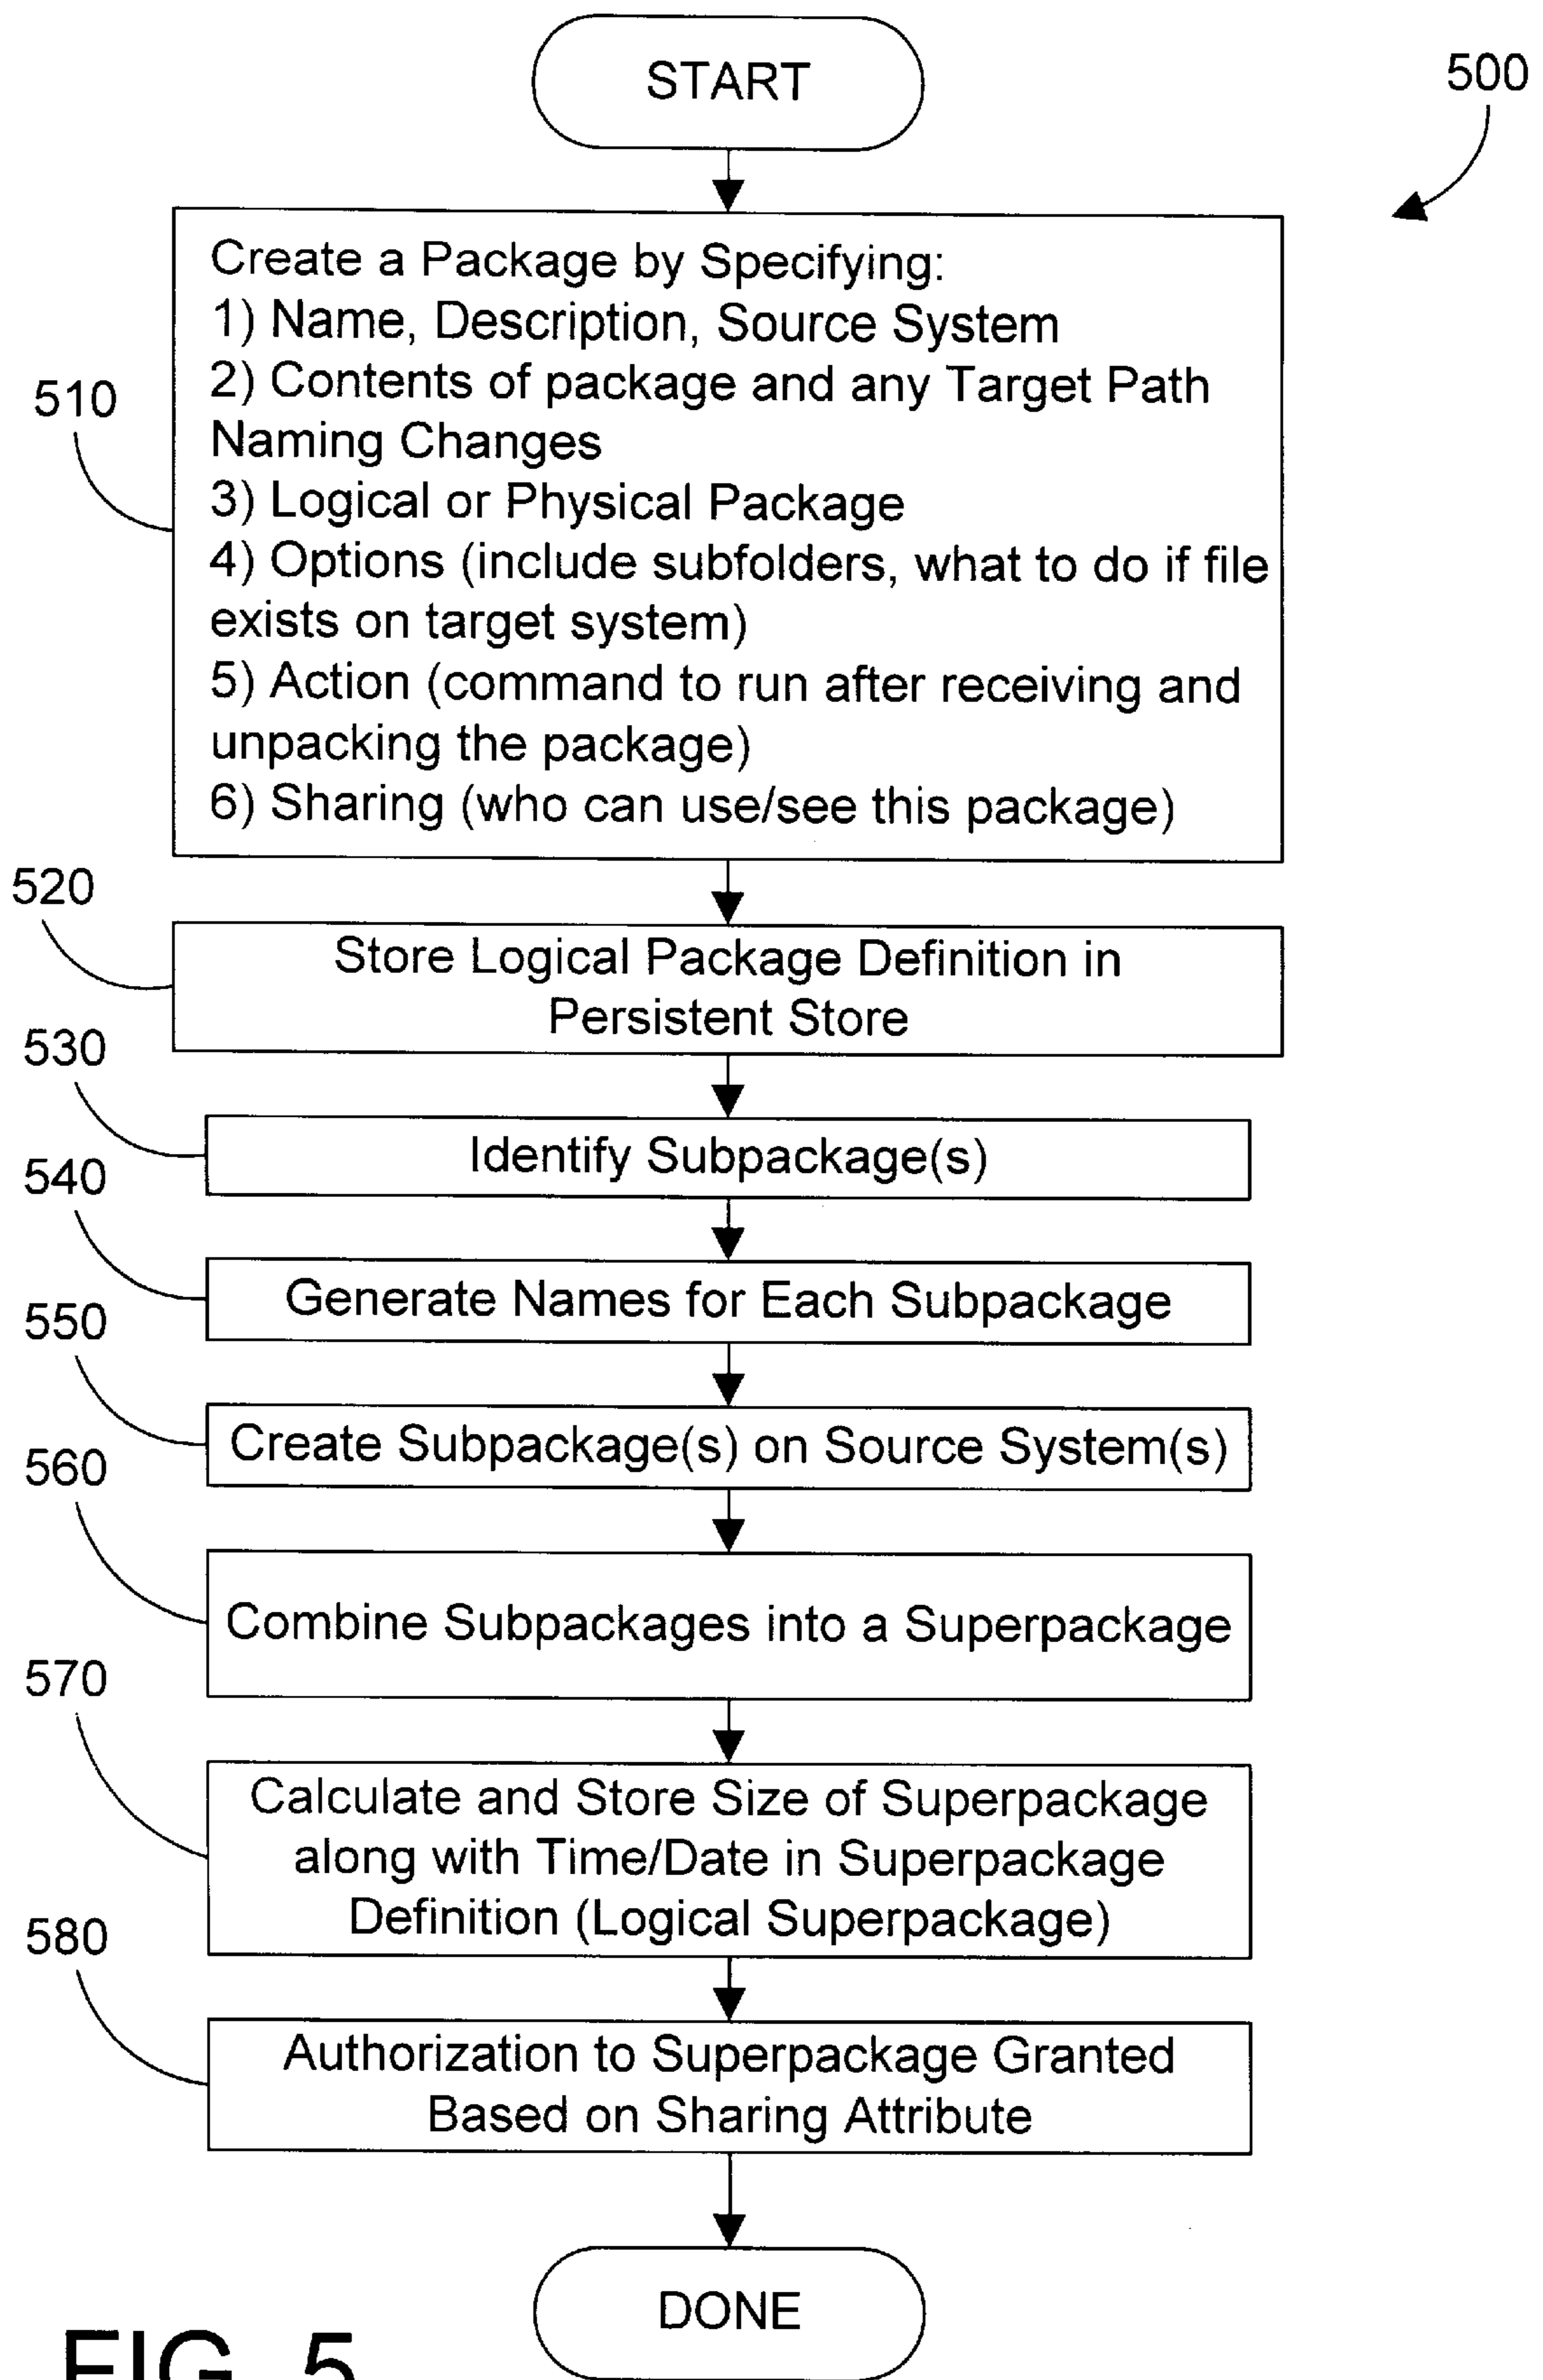 START
500
Create a Package by Specifying:
1) Name, Description, Source System
2) Contents of package and any Target Path
Naming Changes
3) Logical or Physical Package
4) Options (include subfolders, what to do if file
exists on target system)
5) Action (command to run after receiving and
unpacking the package)
6) Sharing (who can use/see this package)
510
520
Store Logical Package Definition in
Persistent Store
530
Identify Subpackage(s)
540
Generate Names for Each Subpackage
550
Create Subpackage(s) on Source System(s)
560
Combine Subpackages into a Superpackage
570
Calculate and Store Size of Superpackage
along with Time/Date in Superpackage
Definition (Logical Superpackage)
580
Authorization to Superpackage Granted
Based on Sharing Attribute
DONE
FIG. 5